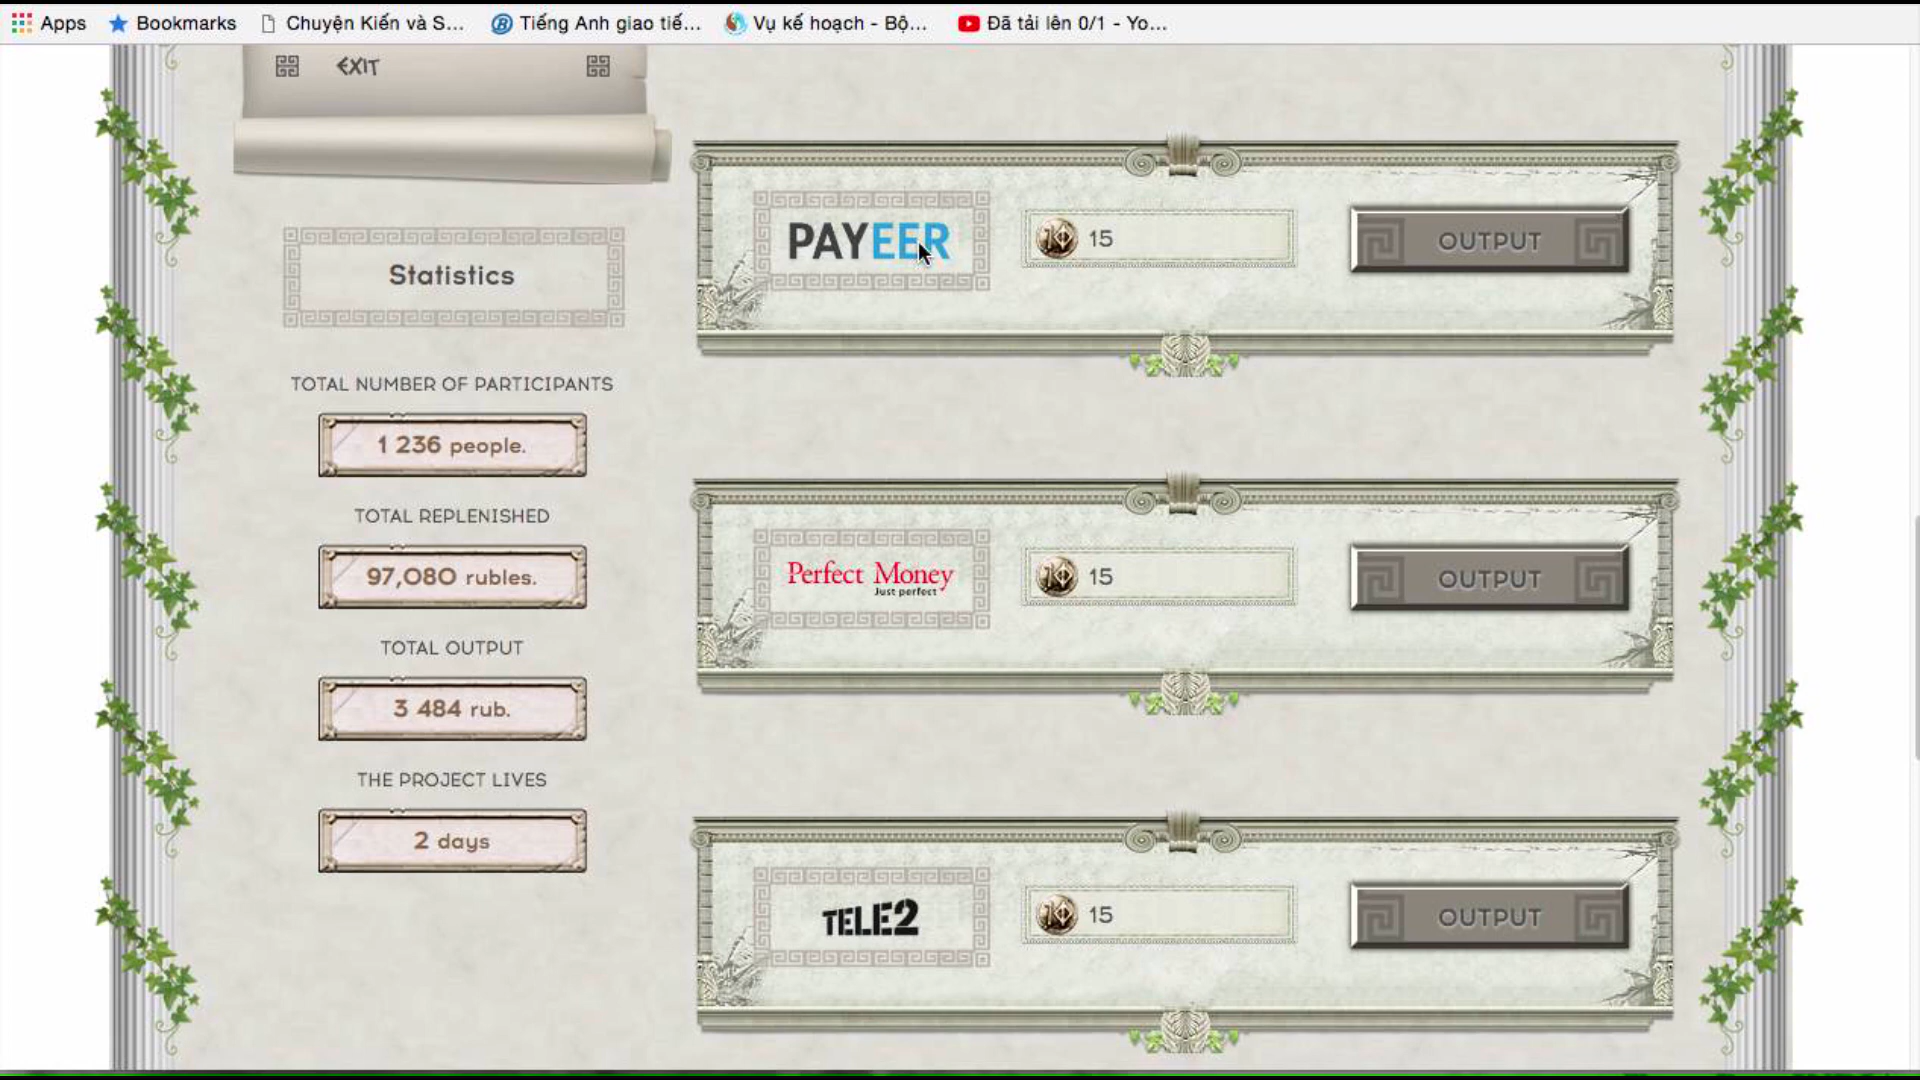 Apps
Bookmarks
Chuyện Kiến và S...
Tiếng Anh giao tiế...
Vụ kế hoạch - Bộ...
Đã tải lên 0/1 - Yo...
EXIT
Statistics
TOTAL NUMBER OF PARTICIPANTS
1 236 people.
TOTAL REPLENISHED
97,080 rubles.
TOTAL OUTPUT
3 484 rub.
THE PROJECT LIVES
2 days
PAYEER
15
OUTPUT
Perfect Money
Just perfect
15
OUTPUT
TELE2
15
OUTPUT